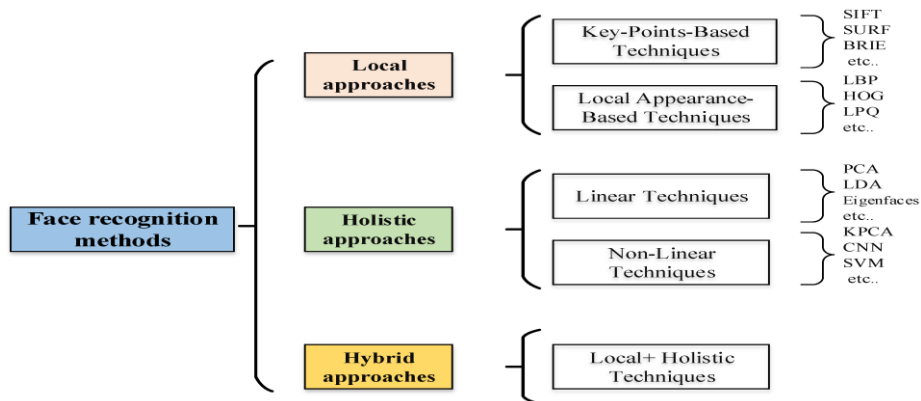 Face recognition
methods
Local
approaches
Key-Points-Based
Techniques
SIFT
SURF
BRIE
etc..
Local Appearance-
Based Techniques
LBP
HOG
LPQ
etc..
Holistic
approaches
Linear Techniques
PCA
LDA
Eigenfaces
etc..
Non-Linear
Techniques
KPCA
CNN
SVM
etc..
Hybrid
approaches
Local+ Holistic
Techniques